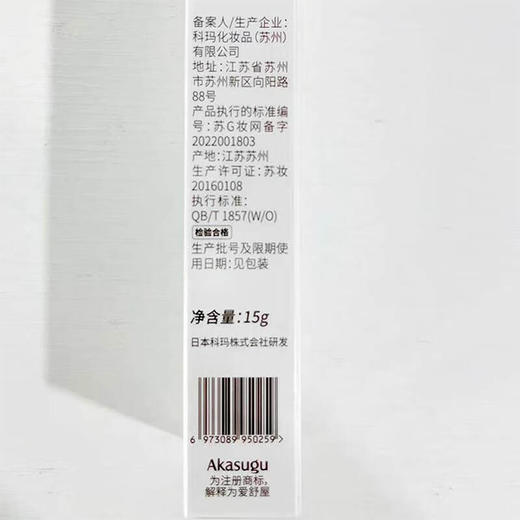 备案人/生产企业:
科玛化妆品(苏州)
有限公司
地址:江苏省苏州
市苏州新区向阳路
88号
产品执行的标准编
号:苏G妆网备字
2022001803
产地:江苏苏州
生产许可证:苏妆
20160108
执行标准:
QB/T 1857(W/O)
检验合格
生产批号及限期使
用日期:见包装
净含量:15g
日本科玛株式会社研发
6 973089 950259>
Akasugu
为注册商标,
解释为爱舒屋